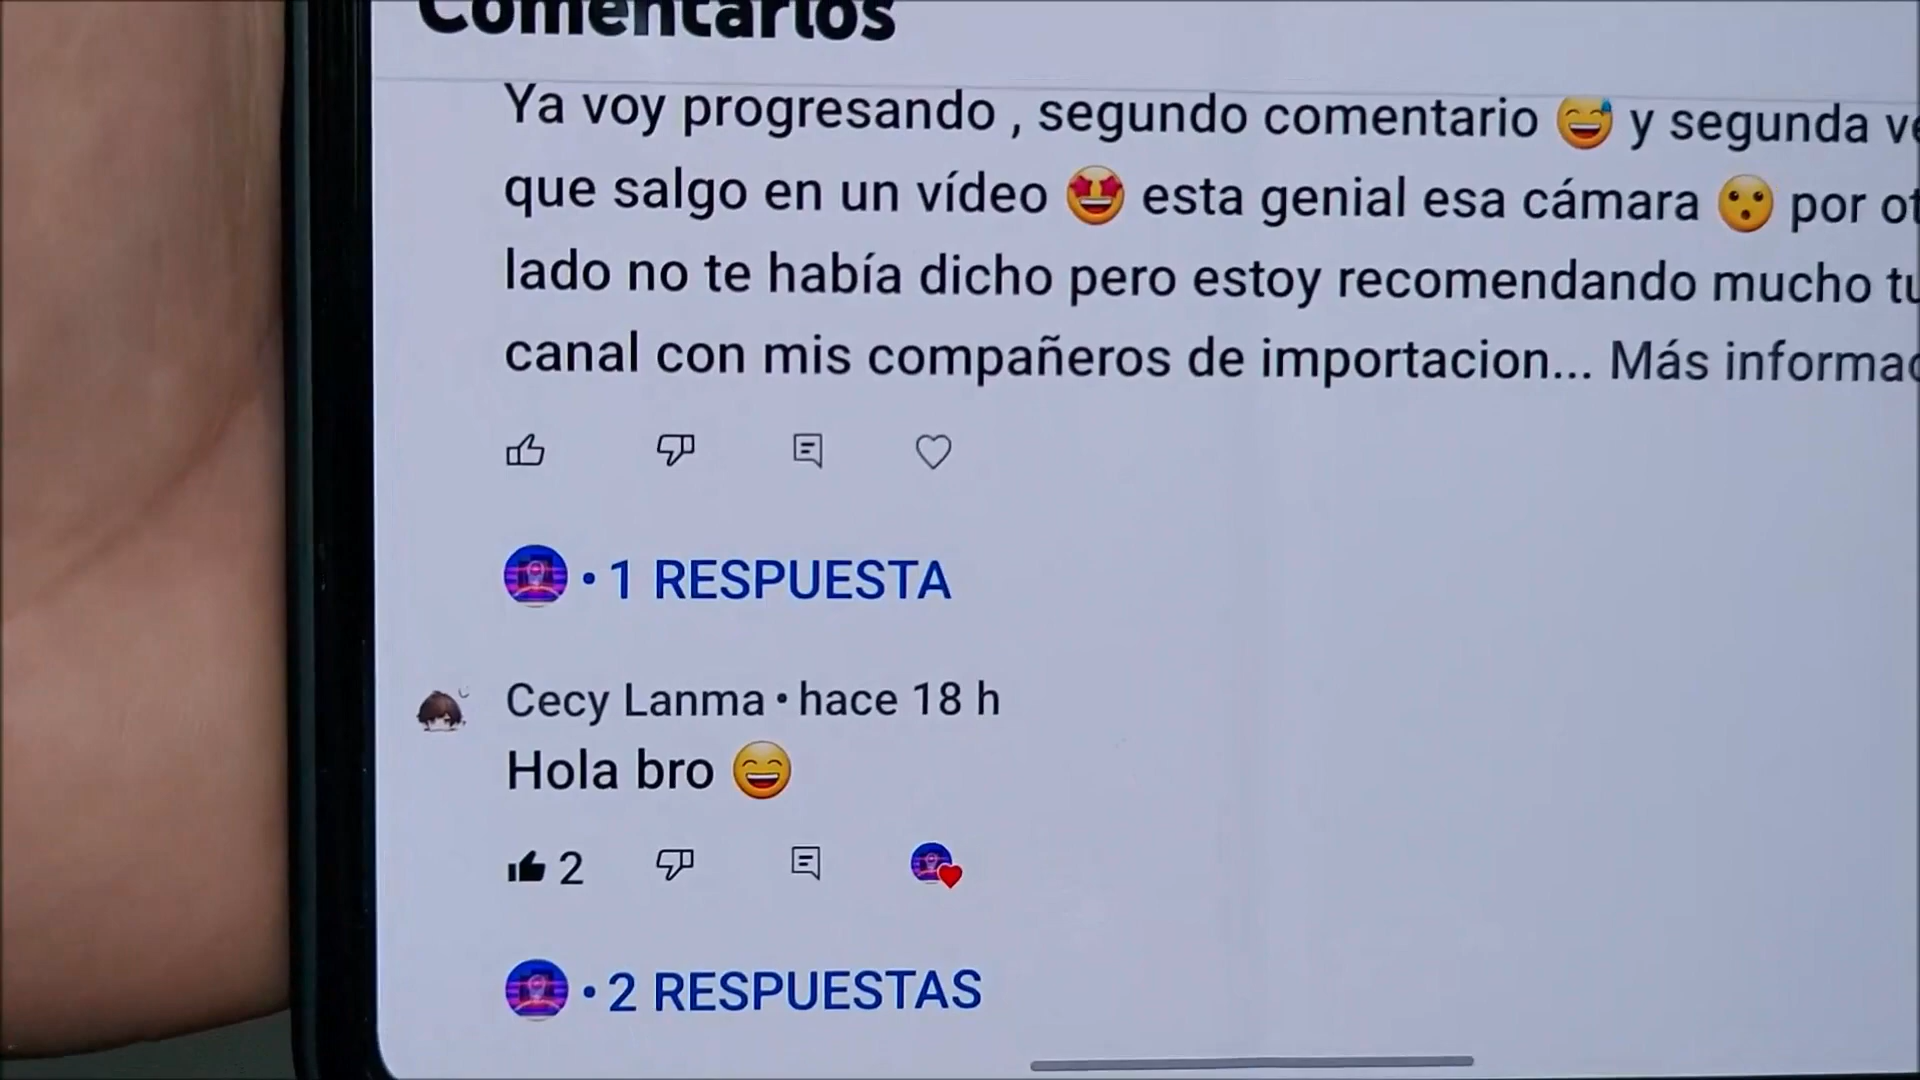 Comentarios
Ya voy progresando , segundo comentario 😅 y segunda
que salgo en un vídeo 🤩 esta genial esa cámara 😮 por
lado no te había dicho pero estoy recomendando mucho tu
canal con mis compañeros de importacion... Más
• 1 RESPUESTA
Cecy Lanma • hace 18 h
Hola bro 😄
2
• 2 RESPUESTAS